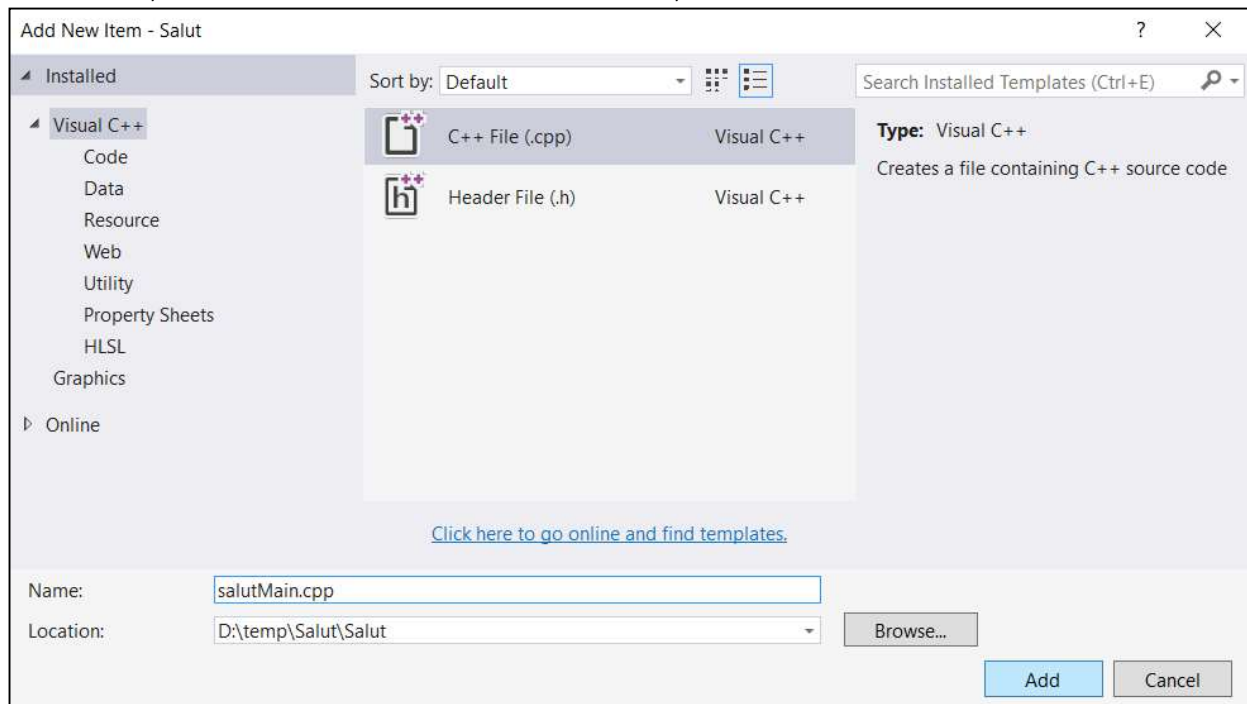 Add New Item - Salut
?
Installed
Sort by: Default
Search Installed Templates (Ctrl+E)
Visual C++
Code
Data
Resource
Web
Utility
Property Sheets
HLSL
Graphics
Online
C++ File (.cpp) Visual C++
Header File (.h) Visual C++
Type: Visual C++
Creates a file containing C++ source code
Click here to go online and find templates.
Name: salutMain.cpp
Location: D:\temp\Salut\Salut
Browse...
Add Cancel